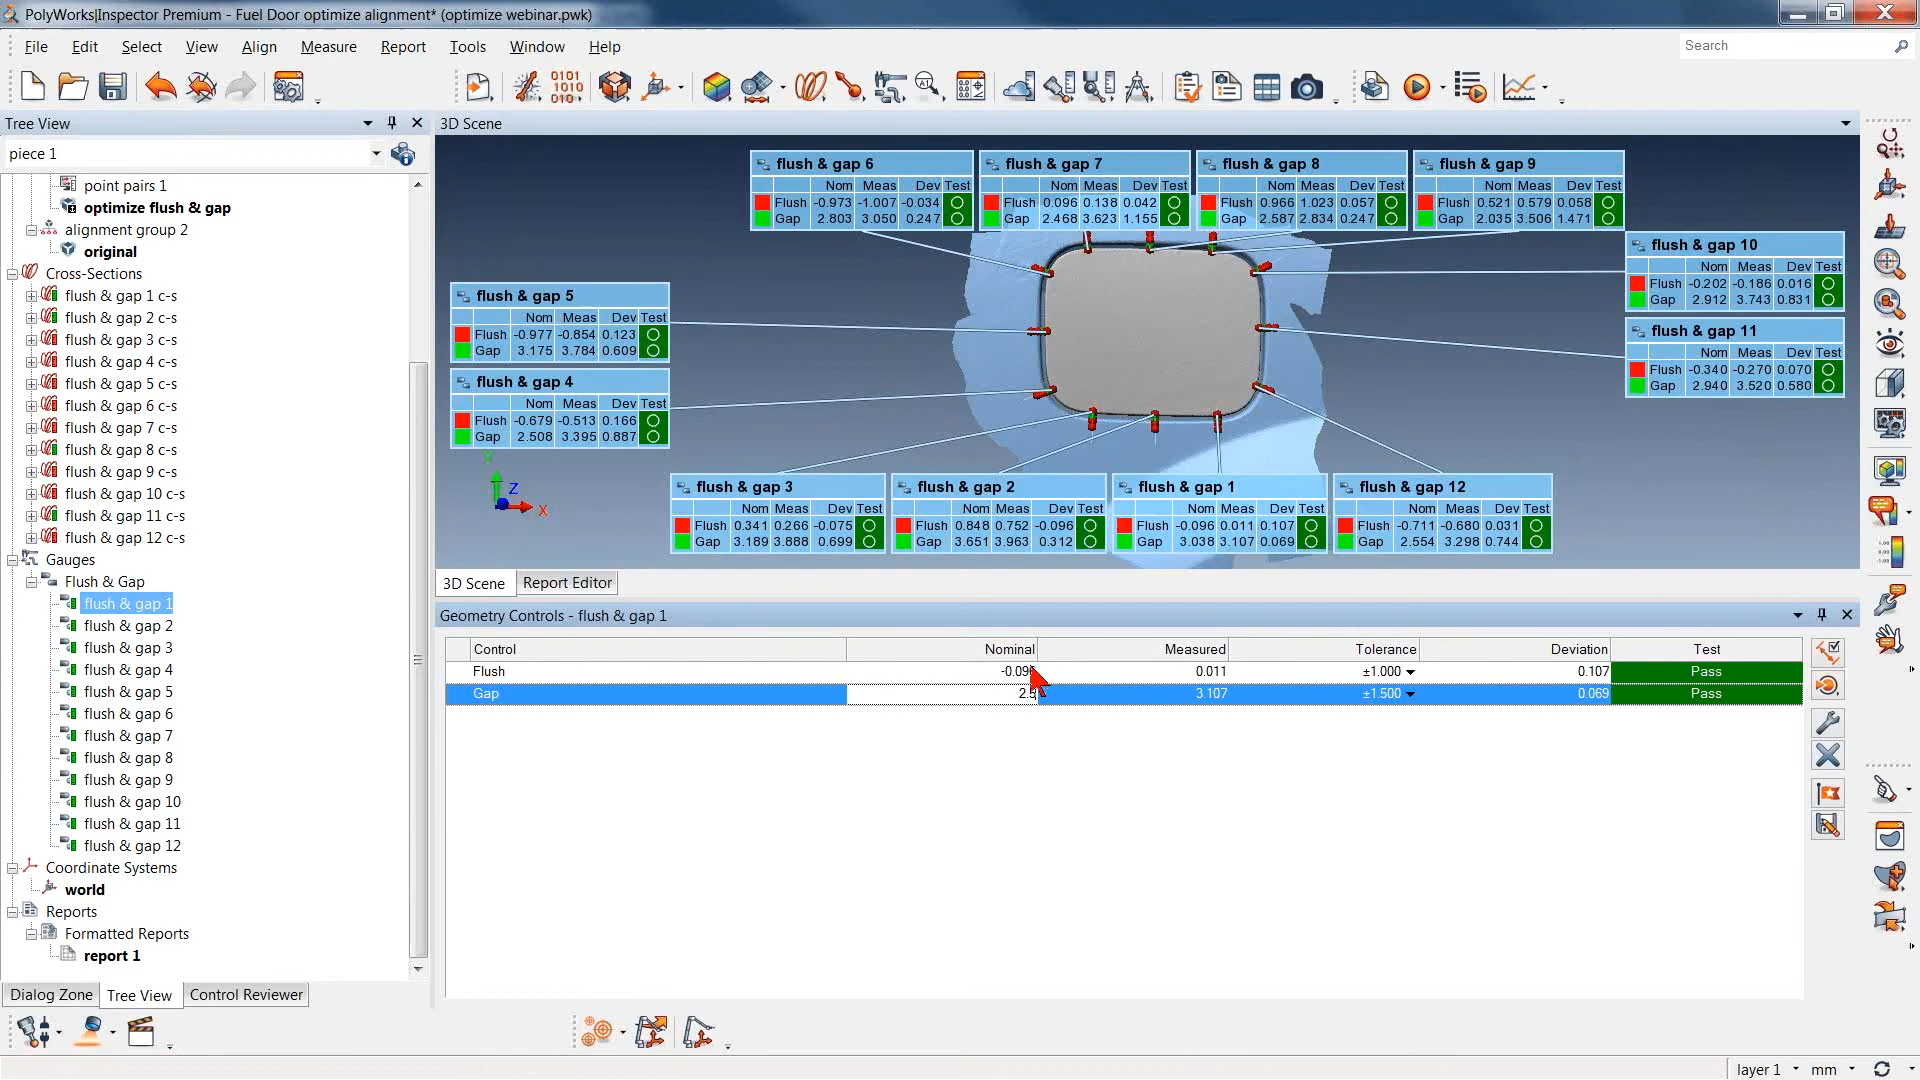 PolyWorks|Inspector Premium - Fuel Door optimize alignment* (optimize webinar.pwk)
File Edit Select View Align Measure Report Tools Window Help
Search
Tree View
piece 1
point pairs 1
optimize flush & gap
alignment group 2
original
Cross-Sections
flush & gap 1 c-s
flush & gap 2 c-s
flush & gap 3 c-s
flush & gap 4 c-s
flush & gap 5 c-s
flush & gap 6 c-s
flush & gap 7 c-s
flush & gap 8 c-s
flush & gap 9 c-s
flush & gap 10 c-s
flush & gap 11 c-s
flush & gap 12 c-s
Gauges
Flush & Gap
flush & gap 1
flush & gap 2
flush & gap 3
flush & gap 4
flush & gap 5
flush & gap 6
flush & gap 7
flush & gap 8
flush & gap 9
flush & gap 10
flush & gap 11
flush & gap 12
Coordinate Systems
world
Reports
Formatted Reports
report 1
Dialog Zone Tree View Control Reviewer
3D Scene
flush & gap 6
Nom Meas Dev Test
Flush -0.973 -1.007 -0.034
Gap 2.803 3.050 0.247
flush & gap 7
Nom Meas Dev Test
Flush 0.096 0.138 0.042
Gap 2.468 3.623 1.155
flush & gap 8
Nom Meas Dev Test
Flush 0.966 1.023 0.057
Gap 2.587 2.834 0.247
flush & gap 9
Nom Meas Dev Test
Flush 0.521 0.579 0.058
Gap 2.035 3.506 1.471
flush & gap 10
Nom Meas Dev Test
Flush -0.202 -0.186 0.016
Gap 2.912 3.743 0.831
flush & gap 5
Nom Meas Dev Test
Flush -0.977 -0.854 0.123
Gap 3.175 3.784 0.609
flush & gap 11
Nom Meas Dev Test
Flush -0.340 -0.270 0.070
Gap 2.940 3.520 0.580
flush & gap 4
Nom Meas Dev Test
Flush -0.679 -0.513 0.166
Gap 2.508 3.395 0.887
Y
Z
X
flush & gap 3
Nom Meas Dev Test
Flush 0.341 0.266 -0.075
Gap 3.189 3.888 0.699
flush & gap 2
Nom Meas Dev Test
Flush 0.848 0.752 -0.096
Gap 3.651 3.963 0.312
flush & gap 1
Nom Meas Dev Test
Flush -0.096 0.011 0.107
Gap 3.038 3.107 0.069
flush & gap 12
Nom Meas Dev Test
Flush -0.711 -0.680 0.031
Gap 2.554 3.298 0.744
3D Scene Report Editor
Geometry Controls - flush & gap 1
Control Nominal Measured Tolerance Deviation Test
Flush -0.096 0.011 ±1.000 0.107 Pass
Gap 2.5 3.107 ±1.500 0.069 Pass
layer 1 mm